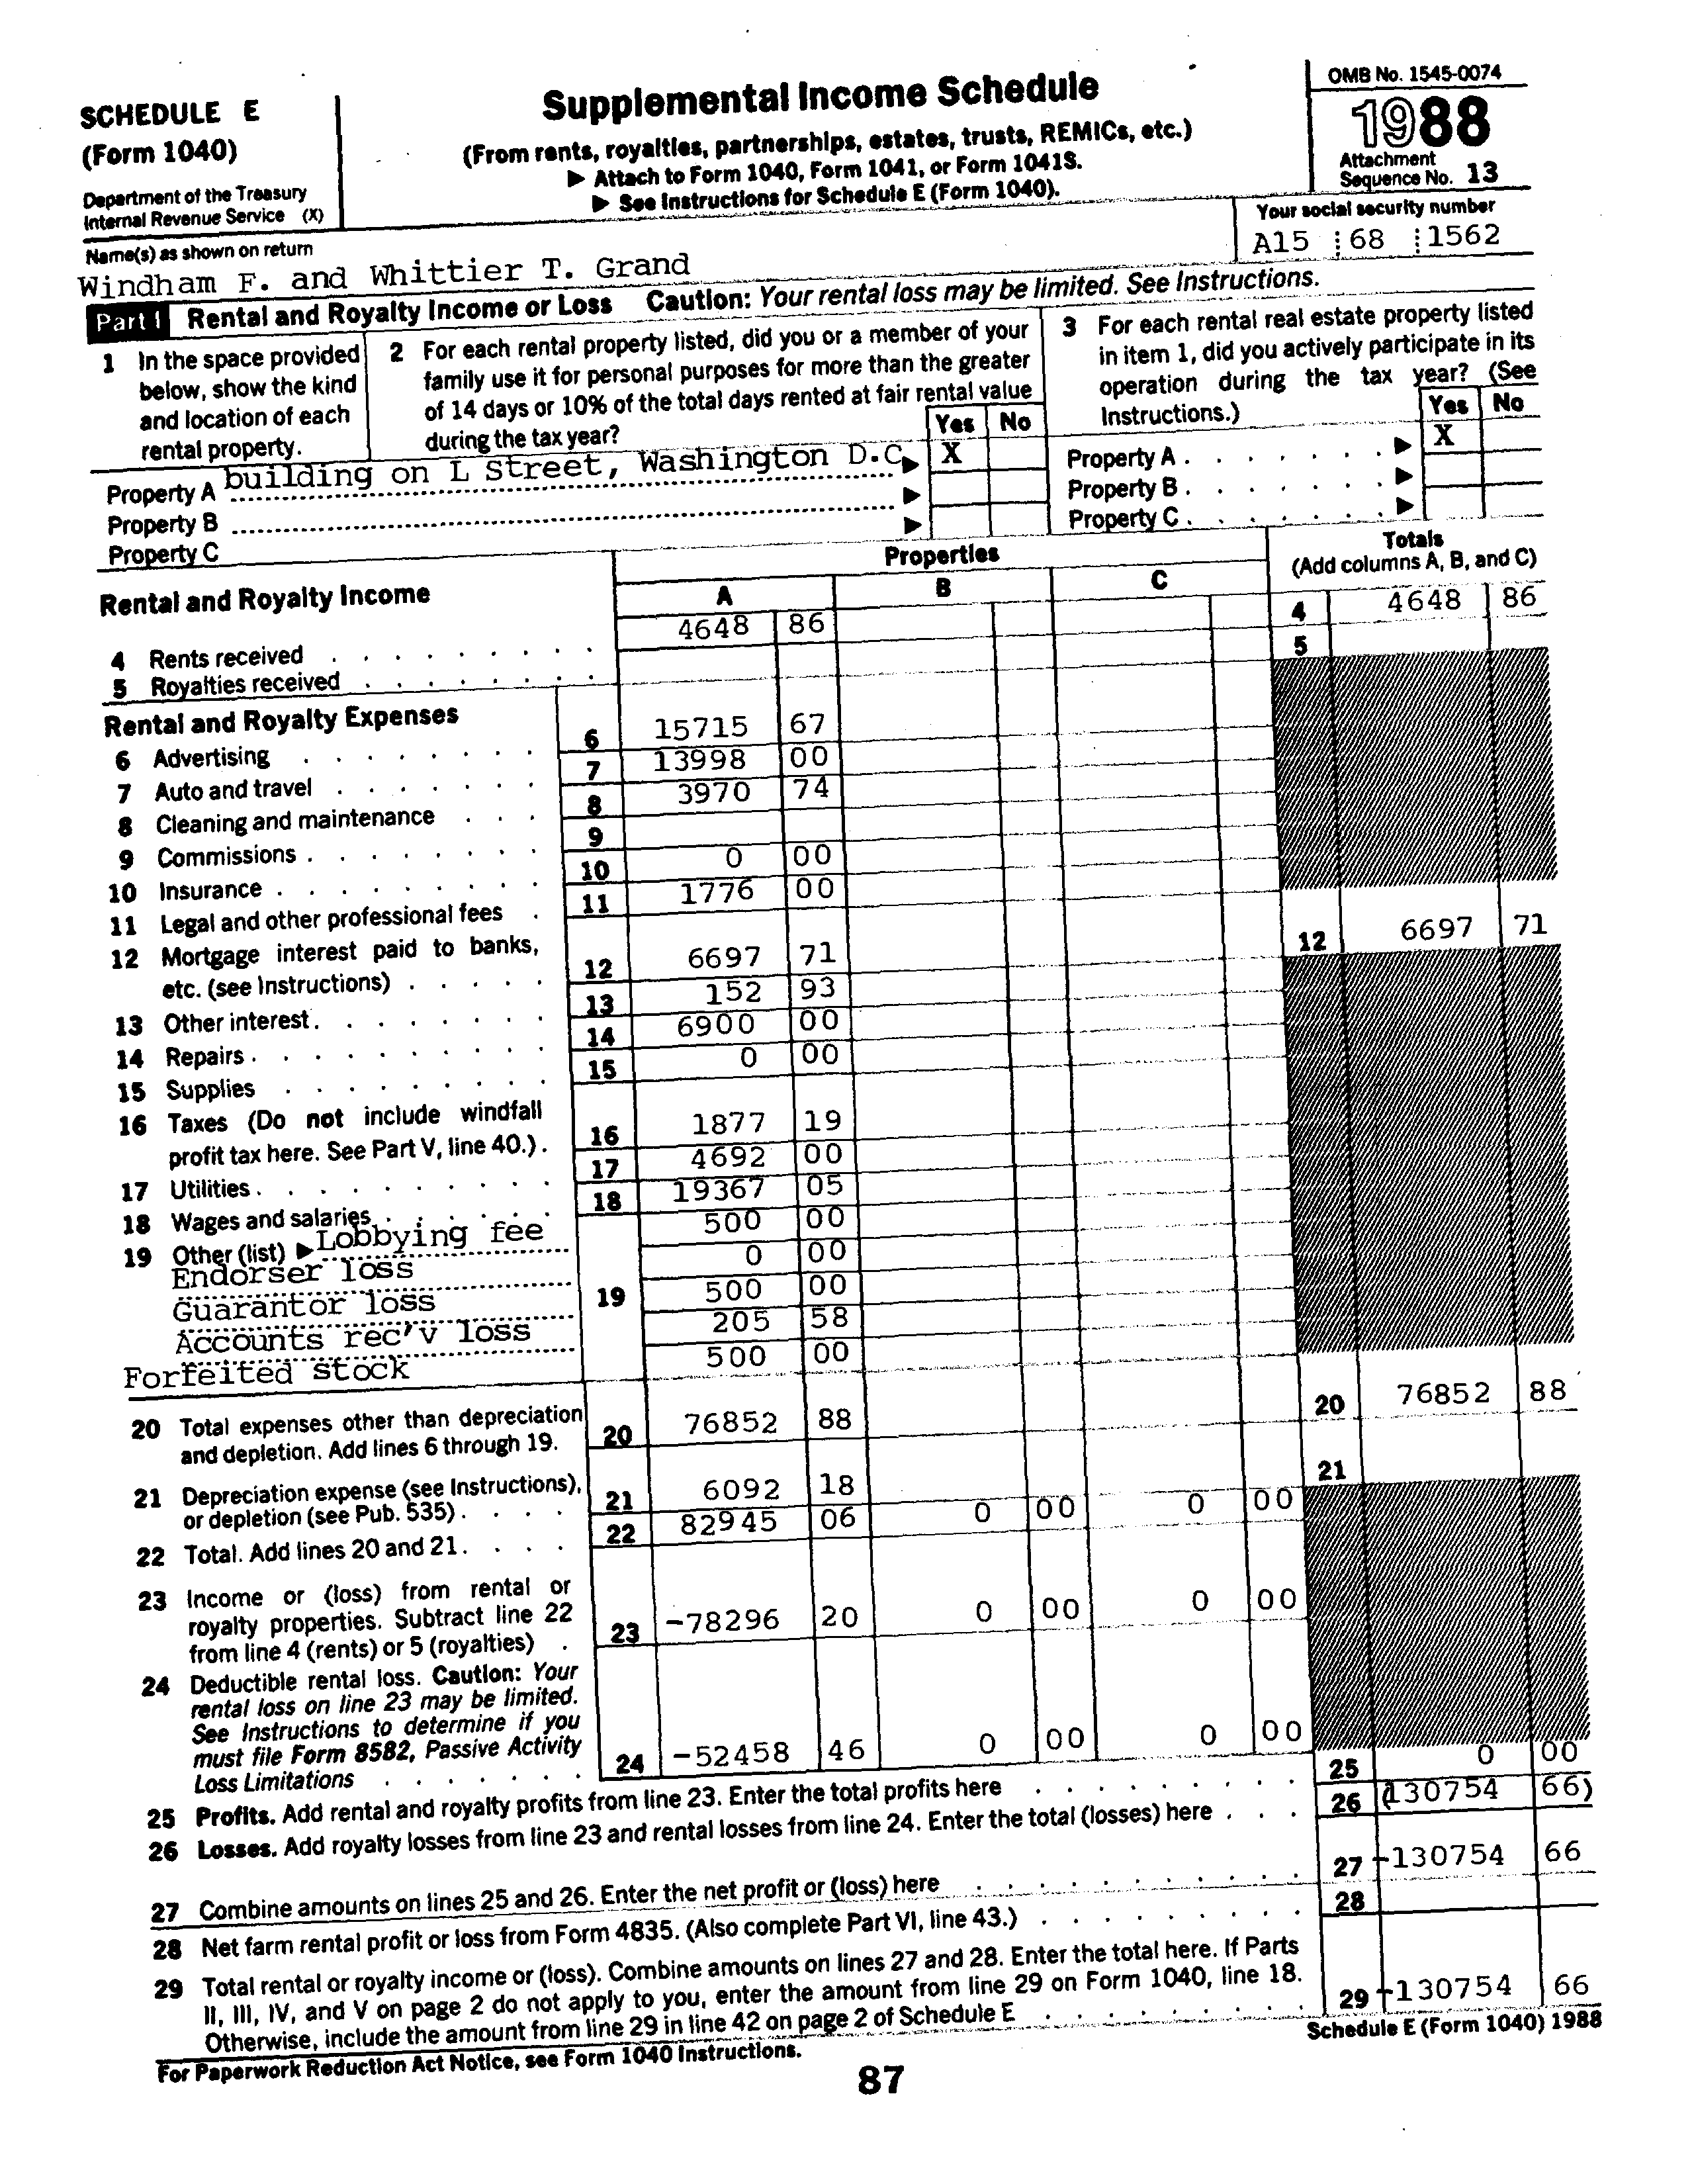 SCHEDULE E
(Form 1040)
Department of the Treasury
Internal Revenue Service (X)
Supplemental Income Schedule
(From rents, royalties, partnerships, estates, trusts, REMICs, etc.)
▶ Attach to Form 1040, Form 1041, or Form 1041S.
▶ See Instructions for Schedule E (Form 1040).
OMB No. 1545-0074
1988
Attachment
Sequence No. 13
Name(s) as shown on return
Windham F. and Whittier T. Grand
Your social security number
A15 68 1562
Part I Rental and Royalty Income or Loss Caution: Your rental loss may be limited. See Instructions.
1 In the space provided
below, show the kind
and location of each
rental property.
2 For each rental property listed, did you or a member of your
family use it for personal purposes for more than the greater
of 14 days or 10% of the total days rented at fair rental value
during the tax year?
Yes No
3 For each rental real estate property listed
in item 1, did you actively participate in its
operation during the tax year? (See
Instructions.)
Yes No
Property A building on L Street, Washington D.C. ▶ X
Property B ▶
Property C ▶
Property A . . . . . . . ▶ X
Property B . . . . . . . ▶
Property C . . . . . . . ▶
Rental and Royalty Income
Properties
A B C
Totals
(Add columns A, B, and C)
4 Rents received 4648 86 4 4648 86
5 Royalties received 5
Rental and Royalty Expenses
6 Advertising 6 15715 67
7 Auto and travel 7 13998 00
8 Cleaning and maintenance 8 3970 74
9 Commissions 9
10 Insurance 10 0 00
11 Legal and other professional fees 11 1776 00
12 Mortgage interest paid to banks,
etc. (see Instructions) 12 6697 71 12 6697 71
13 Other interest 13 152 93
14 Repairs 14 6900 00
15 Supplies 15 0 00
16 Taxes (Do not include windfall
profit tax here. See Part V, line 40.) 16 1877 19
17 Utilities 17 4692 00
18 Wages and salaries 18 19367 05
19 Other (list) ▶ Lobbying fee 500 00
Endorser loss 0 00
Guarantor loss 19 500 00
Accounts rec'v loss 205 58
Forfeited stock 500 00
20 Total expenses other than depreciation
and depletion. Add lines 6 through 19. 20 76852 88 20 76852 88
21 Depreciation expense (see Instructions),
or depletion (see Pub. 535) 21 6092 18 21
22 Total. Add lines 20 and 21 22 82945 06 0 00 0 00
23 Income or (loss) from rental or
royalty properties. Subtract line 22
from line 4 (rents) or 5 (royalties) 23 -78296 20 0 00 0 00
24 Deductible rental loss. Caution: Your
rental loss on line 23 may be limited.
See Instructions to determine if you
must file Form 8582, Passive Activity
Loss Limitations 24 -52458 46 0 00 0 00
25 Profits. Add rental and royalty profits from line 23. Enter the total profits here 25 0 00
26 Losses. Add royalty losses from line 23 and rental losses from line 24. Enter the total (losses) here 26 (130754 66)
27 Combine amounts on lines 25 and 26. Enter the net profit or (loss) here 27 -130754 66
28 Net farm rental profit or loss from Form 4835. (Also complete Part VI, line 43.) 28
29 Total rental or royalty income or (loss). Combine amounts on lines 27 and 28. Enter the total here. If Parts
II, III, IV, and V on page 2 do not apply to you, enter the amount from line 29 on Form 1040, line 18.
Otherwise, include the amount from line 29 in line 42 on page 2 of Schedule E 29 -130754 66
For Paperwork Reduction Act Notice, see Form 1040 Instructions.
Schedule E (Form 1040) 1988
87